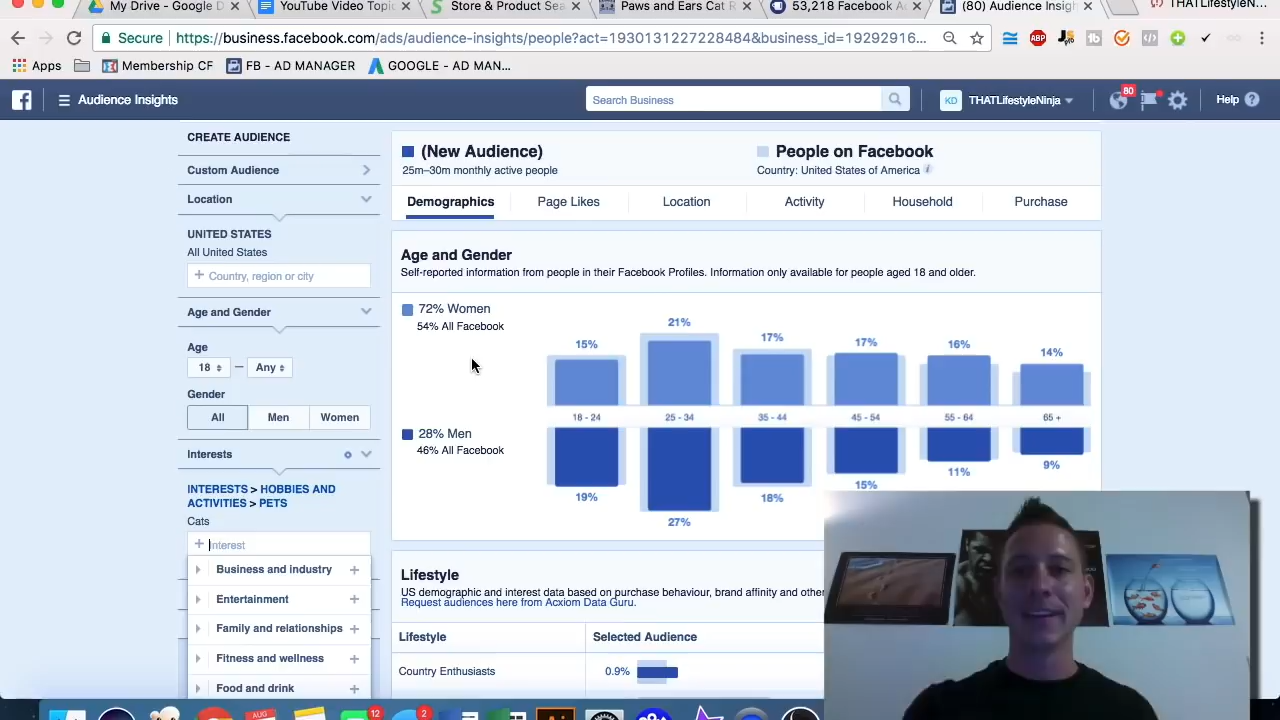 My Drive - Google D
YouTube Video Topic
Store & Product Sea
Paws and Ears Cat R
53,218 Facebook A
(80) Audience Insigh
THATLifestyleN...
Secure
https://business.facebook.com/ads/audience-insights/people?act=1930131227228484&business_id=19292916...
ABP
Apps
Membership CF
FB - AD MANAGER
GOOGLE - AD MAN...
Audience Insights
Search Business
KD
THATLifestyleNinja
80
Help
CREATE AUDIENCE
Custom Audience
Location
UNITED STATES
All United States
+ Country, region or city
Age and Gender
Age
18 — Any
Gender
All Men Women
Interests
INTERESTS > HOBBIES AND
ACTIVITIES > PETS
Cats
+ Interest
Business and industry +
Entertainment +
Family and relationships +
Fitness and wellness +
Food and drink +
(New Audience)
25m–30m monthly active people
People on Facebook
Country: United States of America
Demographics Page Likes Location Activity Household Purchase
Age and Gender
Self-reported information from people in their Facebook Profiles. Information only available for people aged 18 and older.
72% Women
54% All Facebook
15% 21% 17% 17% 16% 14%
18 - 24 25 - 34 35 - 44 45 - 54 55 - 64 65 +
28% Men
46% All Facebook
19% 27% 18% 15% 11% 9%
Lifestyle
US demographic and interest data based on purchase behaviour, brand affinity and other
Request audiences here from Acxiom Data Guru.
Lifestyle Selected Audience
Country Enthusiasts 0.9%
AUG
12
2